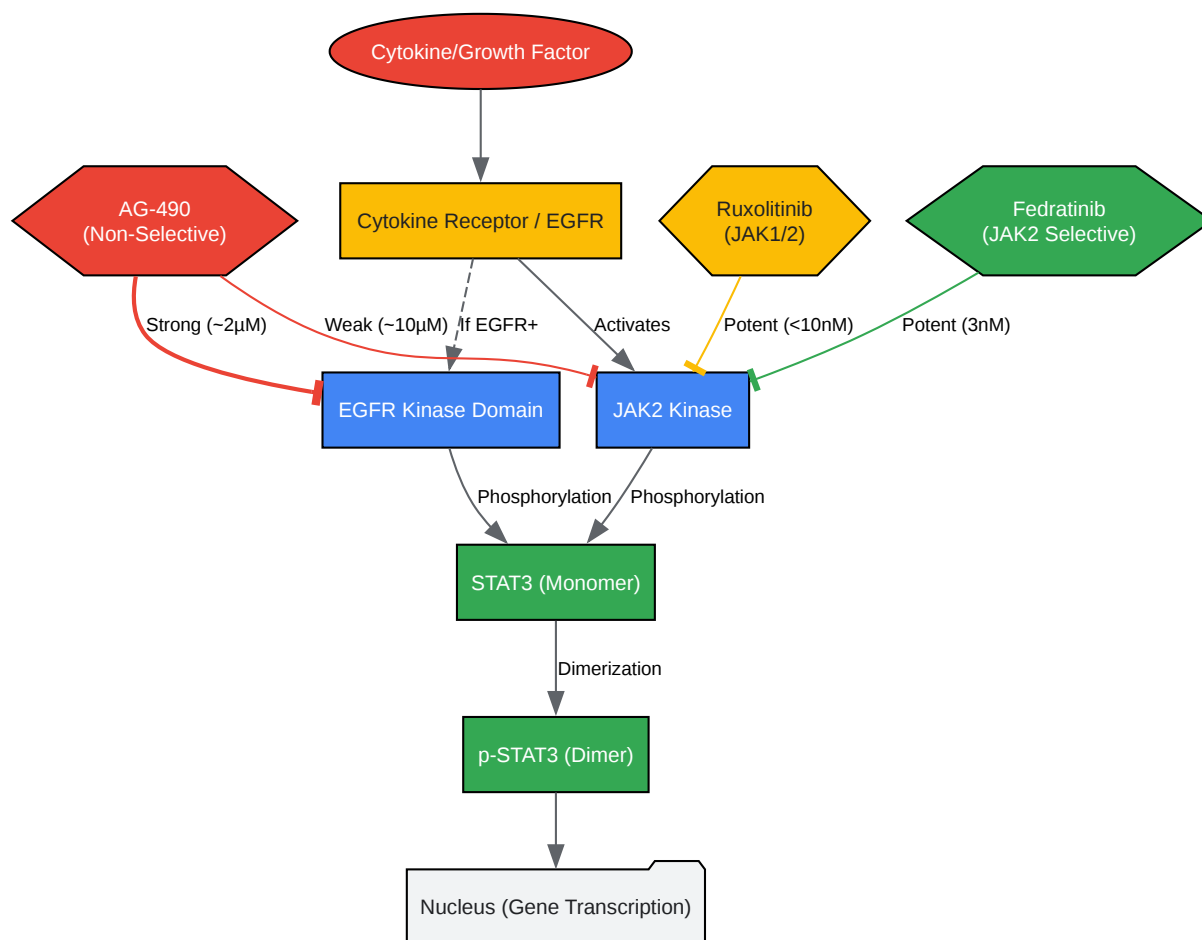 Cytokine/Growth Factor
AG-490
(Non-Selective)
Cytokine Receptor / EGFR
Ruxolitinib
(JAK1/2)
Fedratinib
(JAK2 Selective)
Strong (~2µM)
Weak (~10µM)
If EGFR+
Activates
Potent (<10nM)
Potent (3nM)
EGFR Kinase Domain
JAK2 Kinase
Phosphorylation
Phosphorylation
STAT3 (Monomer)
Dimerization
p-STAT3 (Dimer)
Nucleus (Gene Transcription)